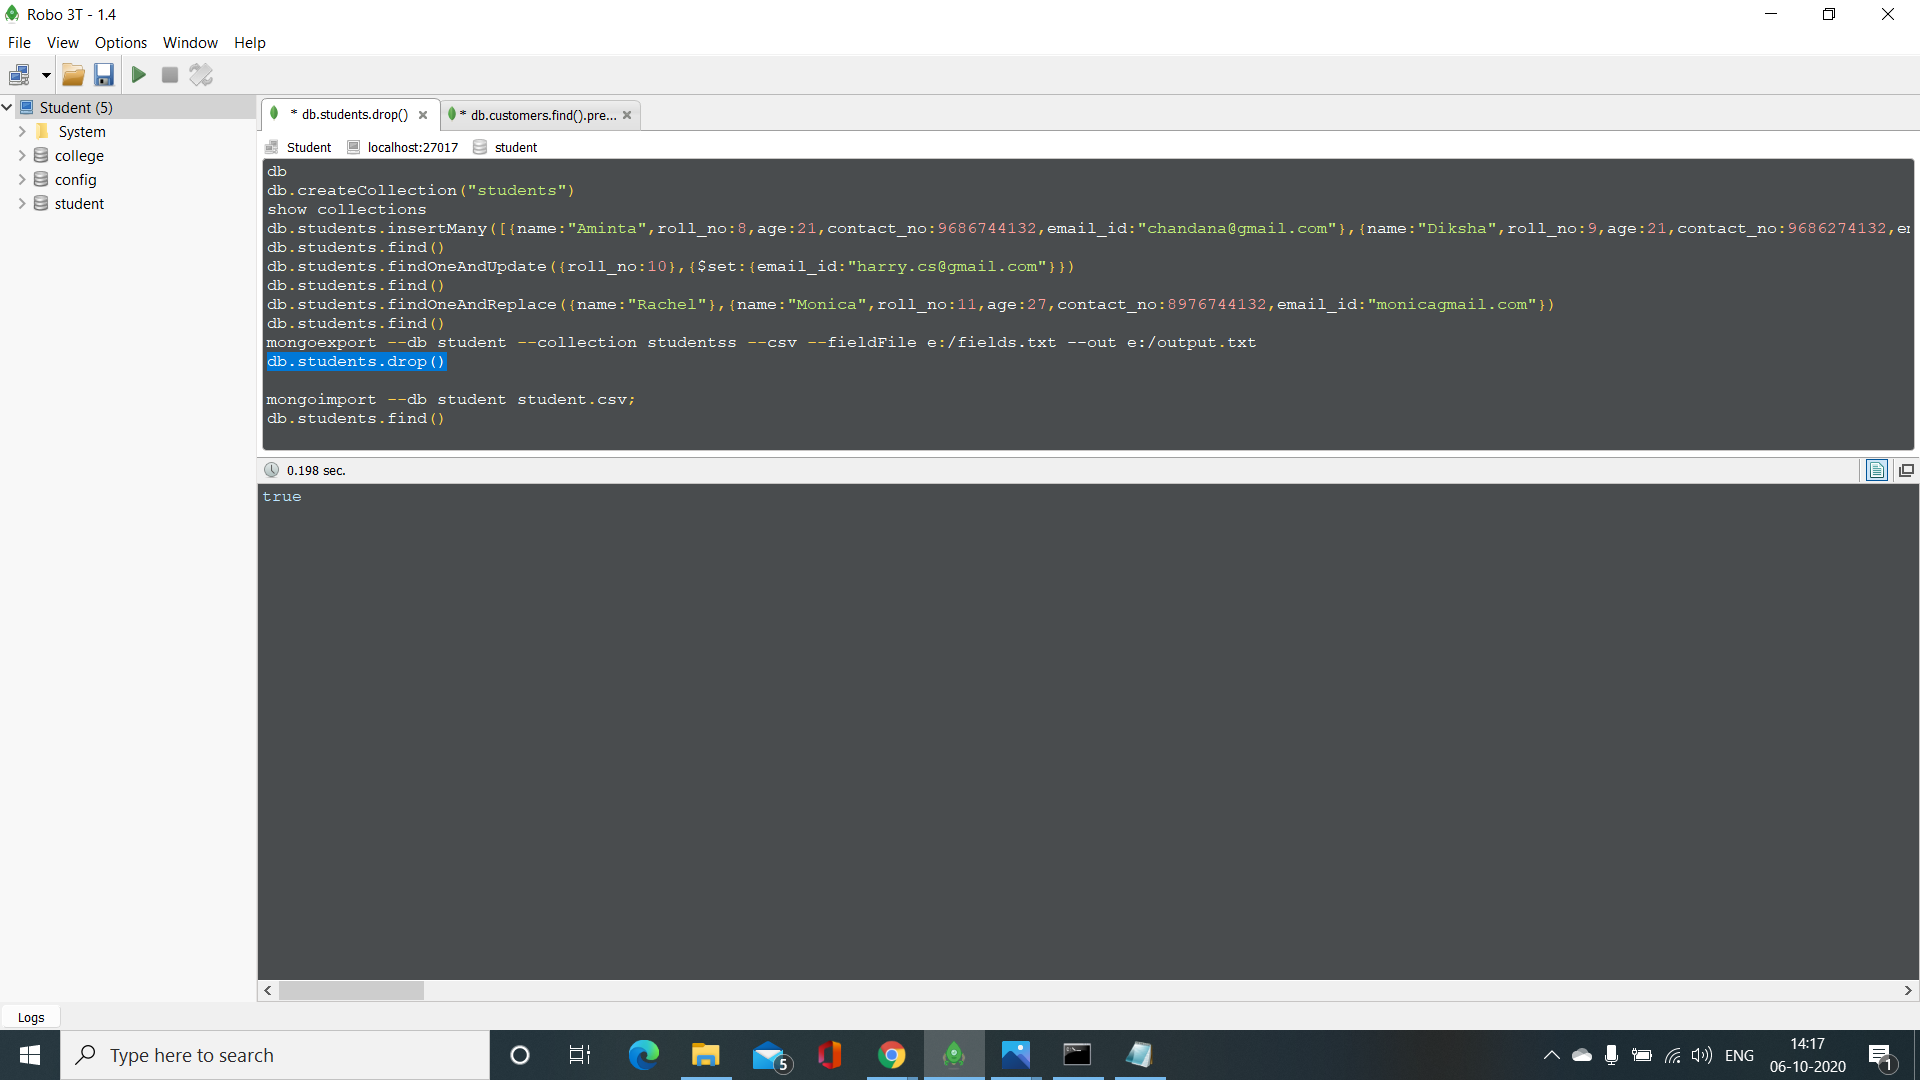 Robo 3T - 1.4
File View Options Window Help
Student (5)
System
college
config
student
* db.students.drop()
* db.customers.find().pre...
Student localhost:27017 student
db
db.createCollection("students")
show collections
db.students.insertMany([{name:"Aminta",roll_no:8,age:21,contact_no:9686744132,email_id:"chandana@gmail.com"},{name:"Diksha",roll_no:9,age:21,contact_no:9686274132,em
db.students.find()
db.students.findOneAndUpdate({roll_no:10},{$set:{email_id:"harry.cs@gmail.com"}})
db.students.find()
db.students.findOneAndReplace({name:"Rachel"},{name:"Monica",roll_no:11,age:27,contact_no:8976744132,email_id:"monicagmail.com"})
db.students.find()
mongoexport --db student --collection studentss --csv --fieldFile e:/fields.txt --out e:/output.txt
db.students.drop()
mongoimport --db student student.csv;
db.students.find()
0.198 sec.
true
Logs
Type here to search
5
ENG
14:17
06-10-2020
1